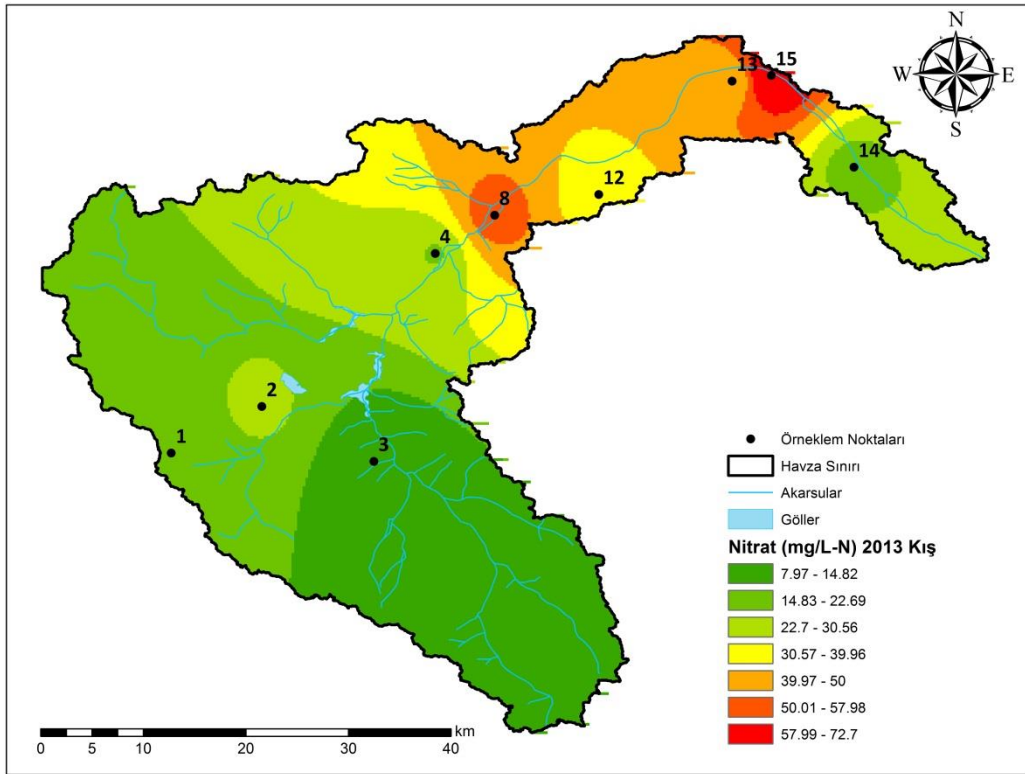 N
W E
S
13
15
14
12
8
4
2
1
3
Örneklem Noktaları
Havza Sınırı
Akarsular
Göller
Nitrat (mg/L-N) 2013 Kış
7.97 - 14.82
14.83 - 22.69
22.7 - 30.56
30.57 - 39.96
39.97 - 50
50.01 - 57.98
57.99 - 72.7
km
0 5 10 20 30 40